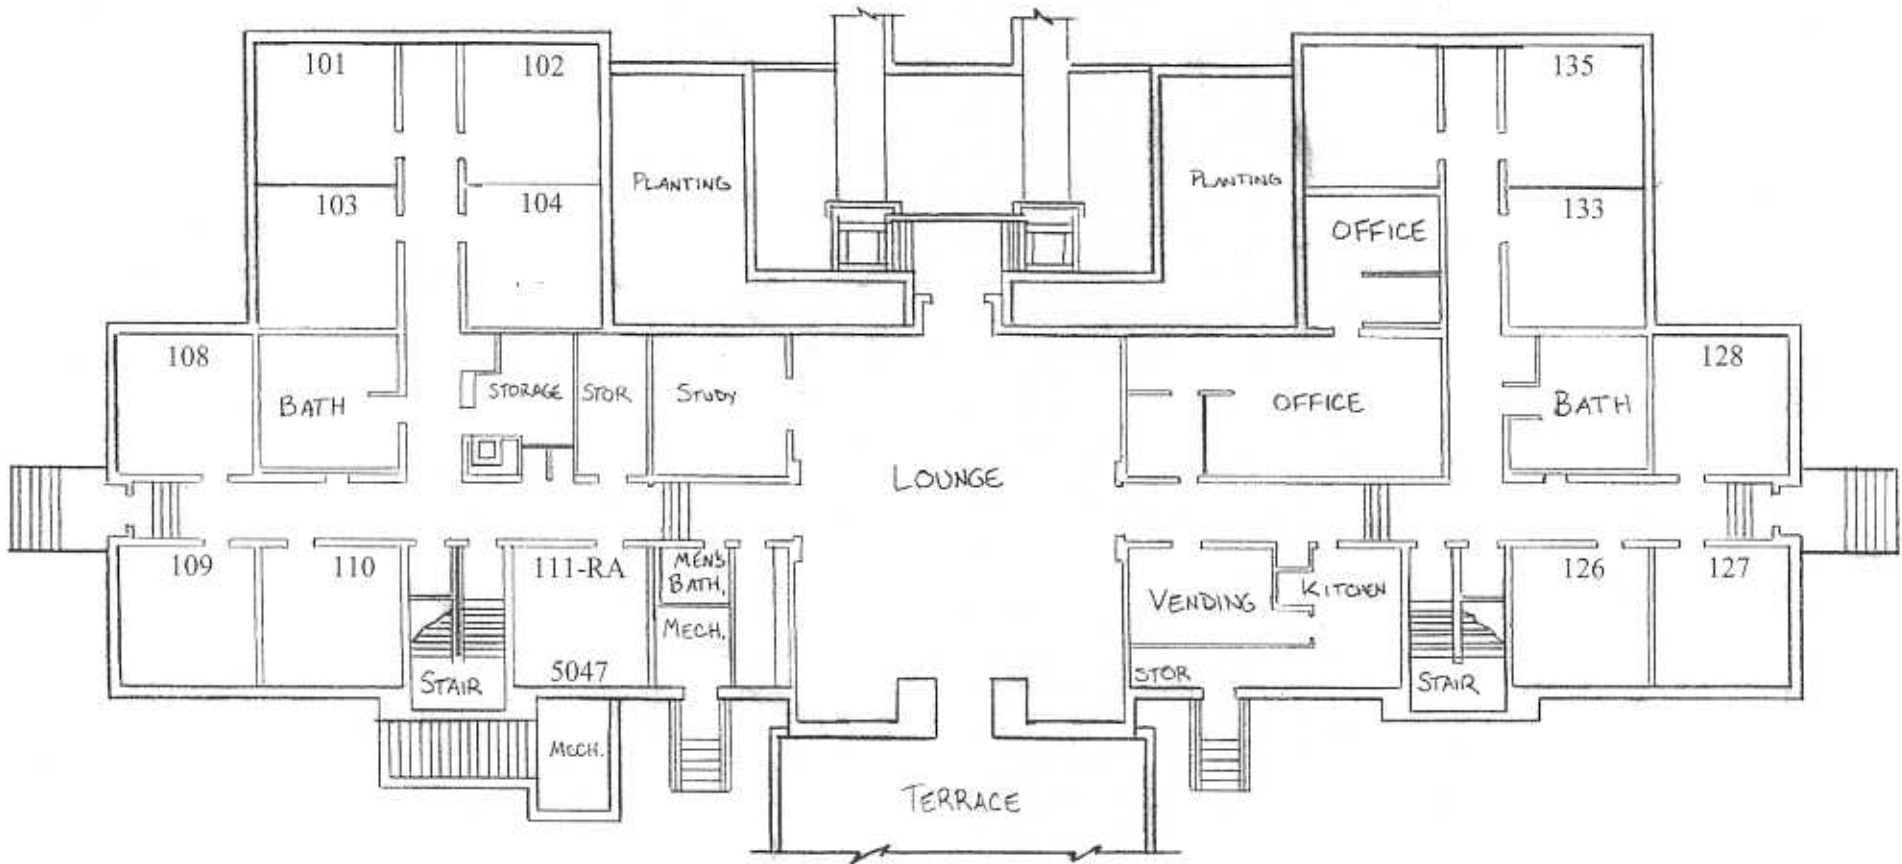 101
102
135
PLANTING
PLANTING
103
104
133
OFFICE
108
128
BATH
STORAGE
STOR
STUDY
OFFICE
BATH
LOUNGE
109
110
111-RA
MEN'S
BATH.
126
127
VENDING
KITCHEN
MECH.
5047
STAIR
STOR
STAIR
MECH.
TERRACE